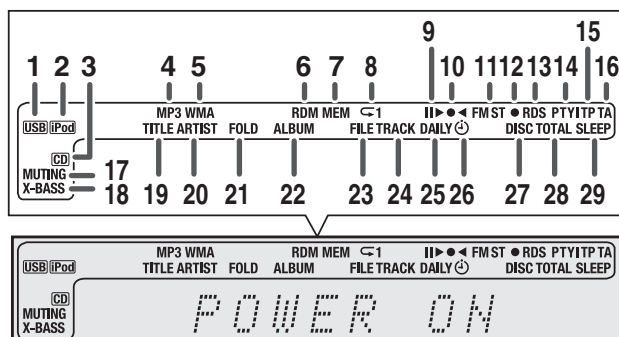 9 10 11 12 13 14 15 16
1 2 3 4 5 6 7 8
MP3 WMA RDM MEM 1 II ▶ ● ◀ FM ST ● RDS PTYI TP TA
USB iPod TITLE ARTIST FOLD ALBUM FILE TRACK DAILY DISC TOTAL SLEEP
CD
MUTING 17
X-BASS 18
19 20 21 22 23 24 25 26 27 28 29
MP3 WMA RDM MEM 1 II ▶ ● ◀ FM ST ● RDS PTYI TP TA
USB iPod TITLE ARTIST FOLD ALBUM FILE TRACK DAILY DISC TOTAL SLEEP
CD
MUTING
X-BASS
POWER ON